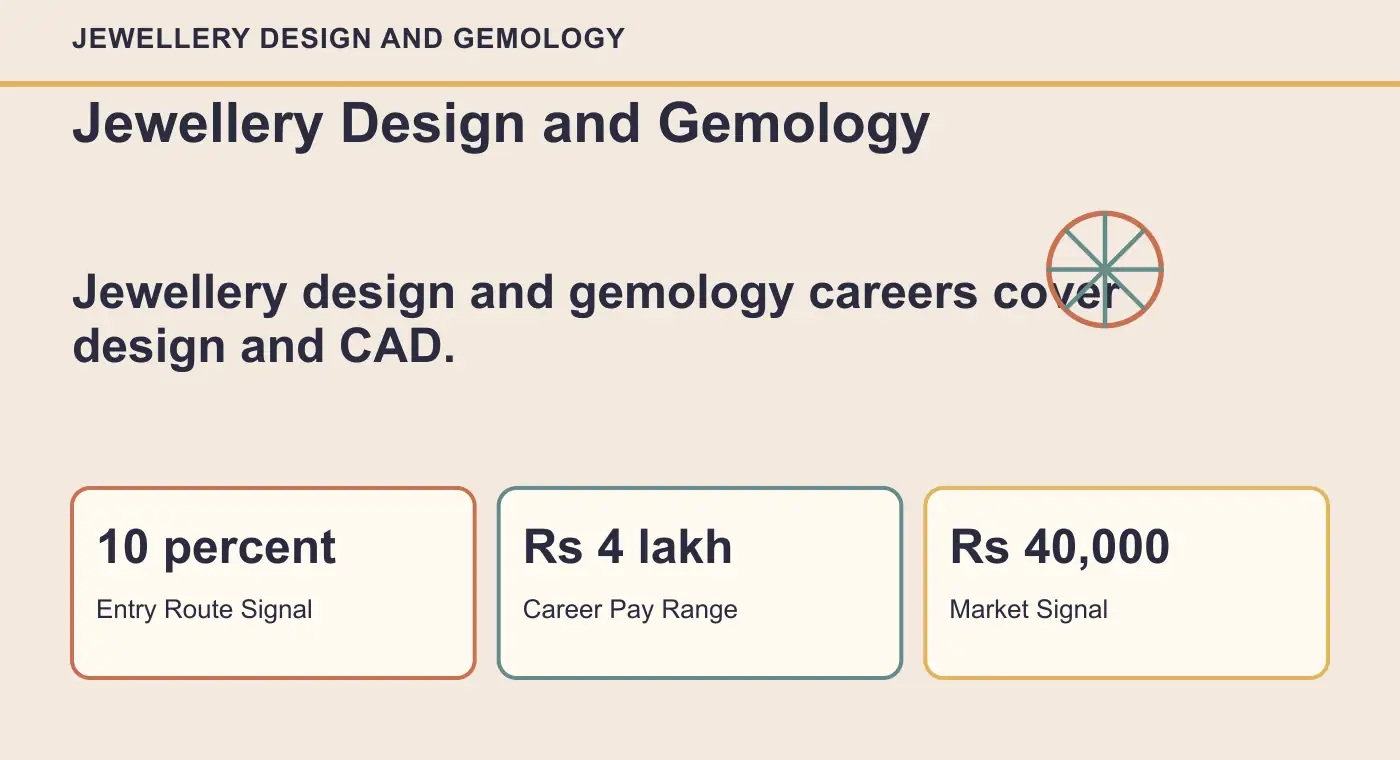 JEWELLERY DESIGN AND GEMOLOGY
Jewellery Design and Gemology
Jewellery design and gemology careers cover
design and CAD.
10 percent
Entry Route Signal
Rs 4 lakh
Career Pay Range
Rs 40,000
Market Signal